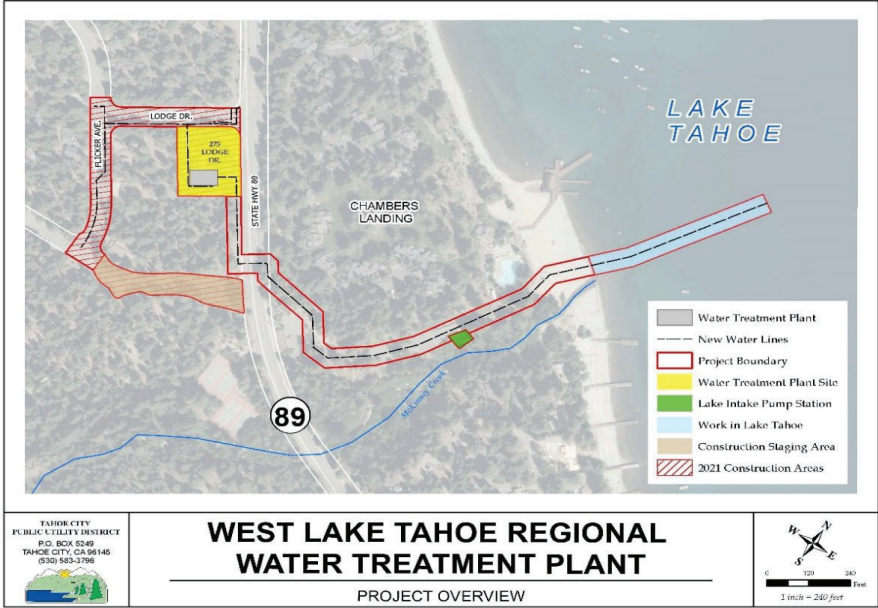 LAKE
TAHOE
LODGE DR.
FLICKER AVE.
275
LODGE
DR.
STATE HWY 89
CHAMBERS
LANDING
McKinney Creek
89
Water Treatment Plant
New Water Lines
Project Boundary
Water Treatment Plant Site
Lake Intake Pump Station
Work in Lake Tahoe
Construction Staging Area
2021 Construction Areas
TAHOE CITY
PUBLIC UTILITY DISTRICT
P.O. BOX 5249
TAHOE CITY, CA 96145
(530) 583-3796
WEST LAKE TAHOE REGIONAL
WATER TREATMENT PLANT
PROJECT OVERVIEW
N
W
E
S
0 120 240
Feet
1 inch = 240 feet